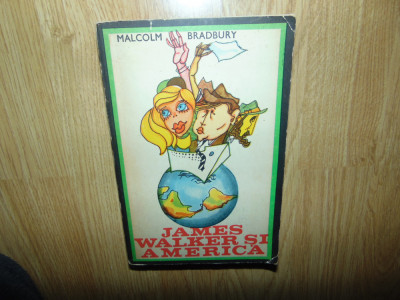 MALCOLM BRADBURY
JAMES
WALKER ȘI
AMERICA